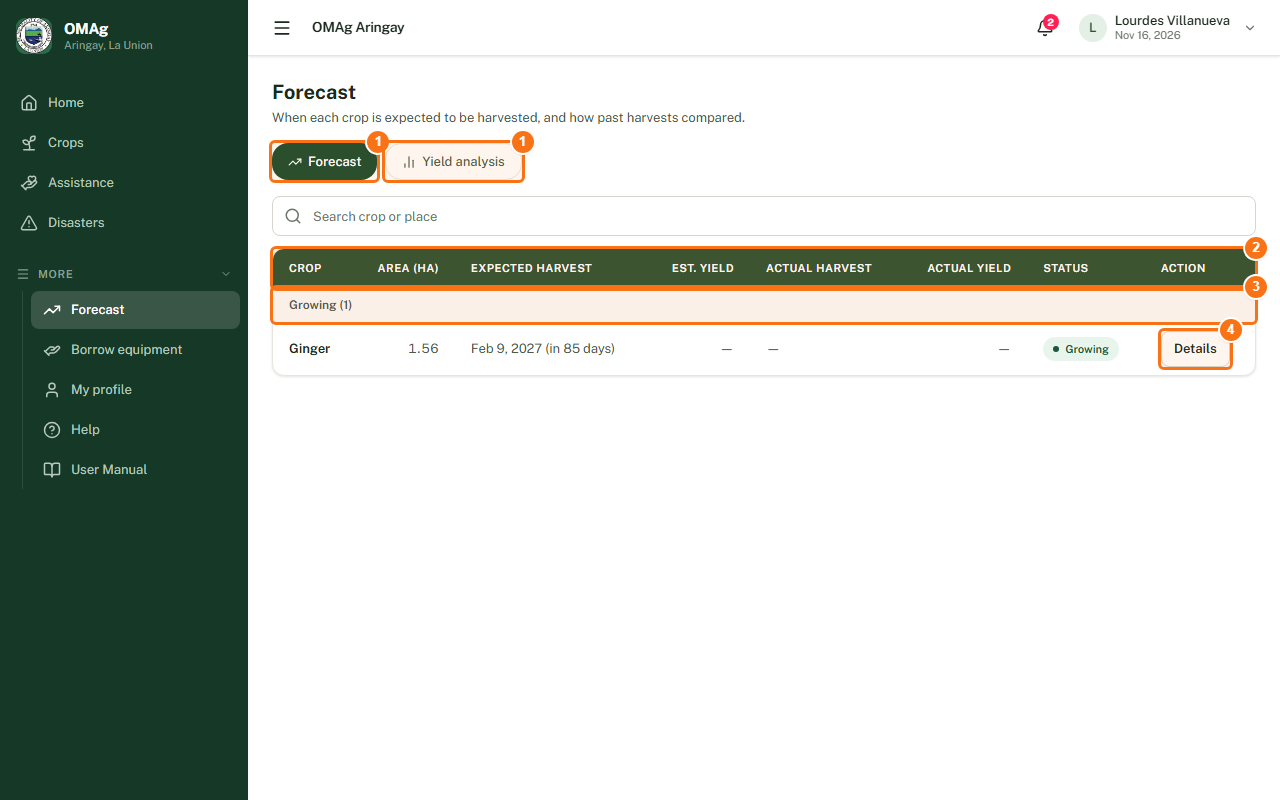 OMAg
Aringay, La Union
Home
Crops
Assistance
Disasters
MORE
Forecast
Borrow equipment
My profile
Help
User Manual
OMAg Aringay
2
L
Lourdes Villanueva
Nov 16, 2026
Forecast
When each crop is expected to be harvested, and how past harvests compared.
Forecast 1
Yield analysis 1
Search crop or place
2
CROP AREA (HA) EXPECTED HARVEST EST. YIELD ACTUAL HARVEST ACTUAL YIELD STATUS ACTION
3
Growing (1)
4
Ginger 1.56 Feb 9, 2027 (in 85 days) — — — Growing Details